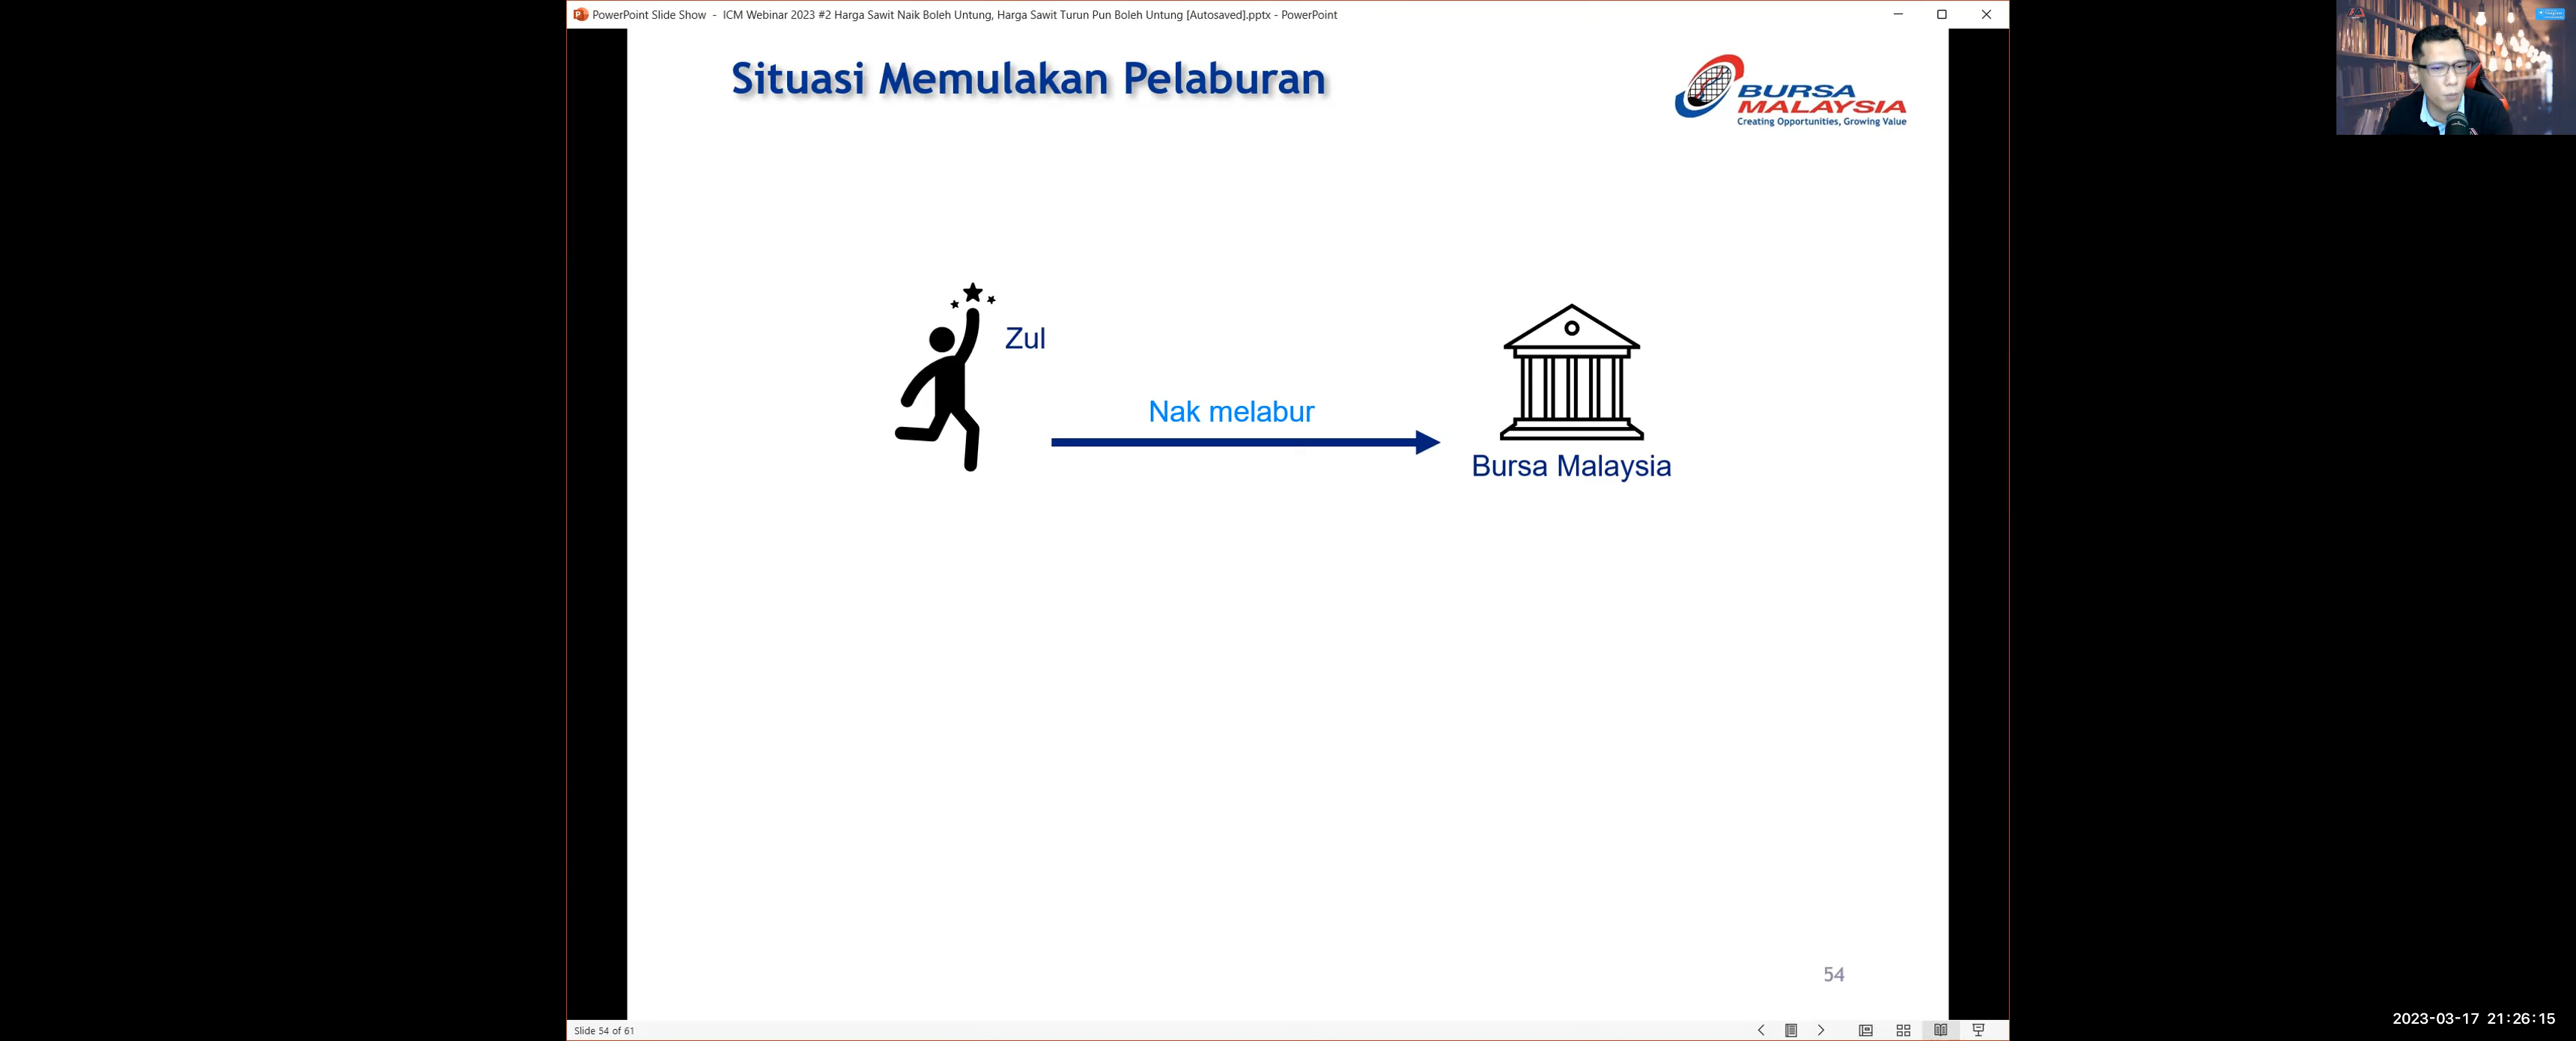 PowerPoint Slide Show - ICM Webinar 2023 #2 Harga Sawit Naik Boleh Untung, Harga Sawit Turun Pun Boleh Untung [Autosaved].pptx - PowerPoint
Situasi Memulakan Pelaburan
BURSA
MALAYSIA
Creating Opportunities, Growing Value
Zul
Nak melabur
Bursa Malaysia
54
Slide 54 of 61
2023-03-17 21:26:15